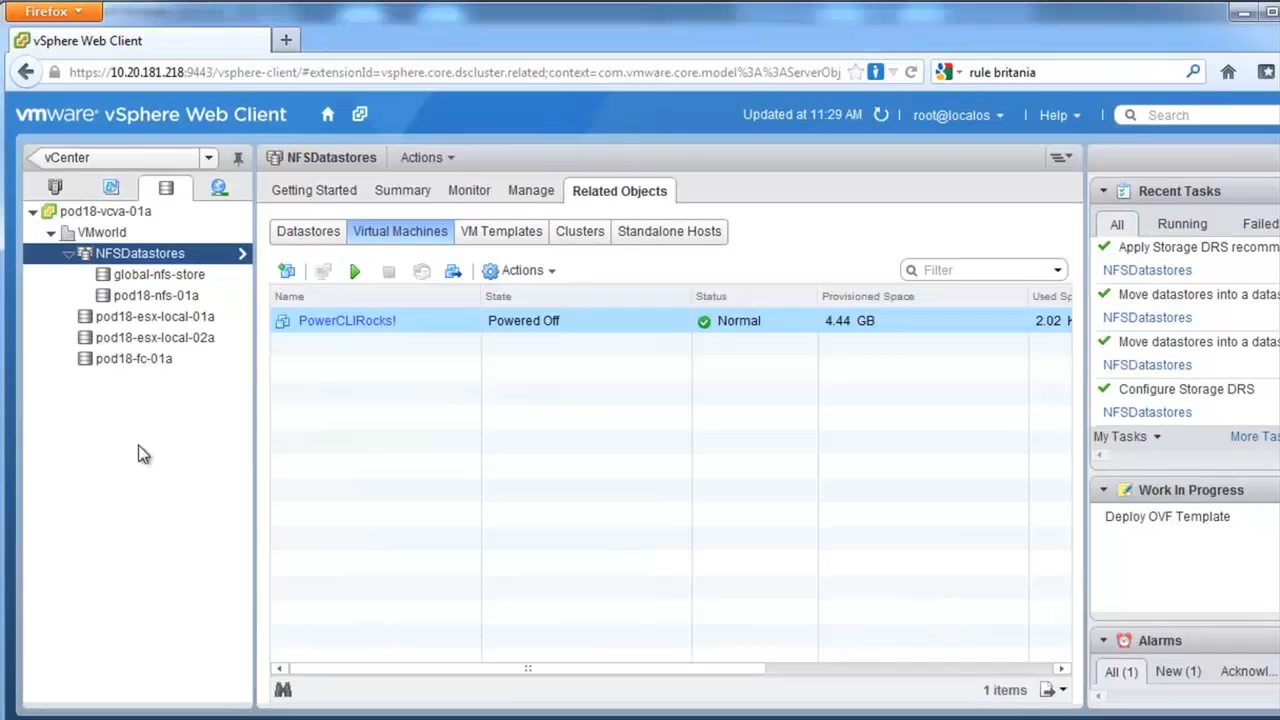 Firefox
vSphere Web Client
https://10.20.181.218:9443/vsphere-client/#extensionId=vsphere.core.dscluster.related;context=com.vmware.core.model%3A%3AServerObj
rule britania
vmware vSphere Web Client
Updated at 11:29 AM
root@localos
Help
Search
vCenter
NFSDatastores
Actions
Getting Started
Summary
Monitor
Manage
Related Objects
pod18-vcva-01a
VMworld
NFSDatastores
global-nfs-store
pod18-nfs-01a
pod18-esx-local-01a
pod18-esx-local-02a
pod18-fc-01a
Datastores
Virtual Machines
VM Templates
Clusters
Standalone Hosts
Actions
Filter
Name State Status Provisioned Space Used Sp
PowerCLIRocks! Powered Off Normal 4.44 GB 2.02
1 items
Recent Tasks
All Running Failed
Apply Storage DRS recomm
NFSDatastores
Move datastores into a datas
NFSDatastores
Move datastores into a datas
NFSDatastores
Configure Storage DRS
NFSDatastores
My Tasks More Tas
Work In Progress
Deploy OVF Template
Alarms
All (1) New (1) Acknowl...